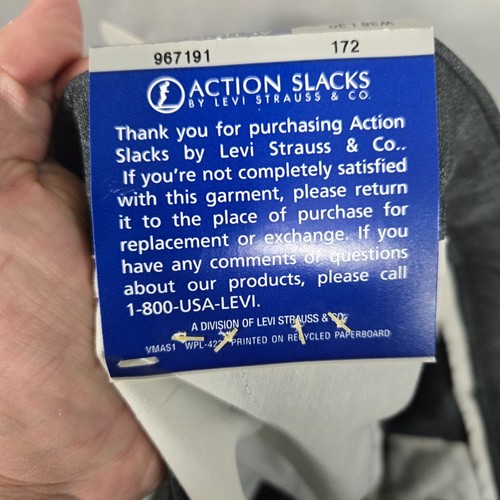 967191 172
ACTION SLACKS
BY LEVI STRAUSS & CO.
Thank you for purchasing Action
Slacks by Levi Strauss & Co..
If you're not completely satisfied
with this garment, please return
it to the place of purchase for
replacement or exchange. If you
have any comments or questions
about our products, please call
1-800-USA-LEVI.
A DIVISION OF LEVI STRAUSS & CO.
VMAS1 WPL-422 PRINTED ON RECYCLED PAPERBOARD